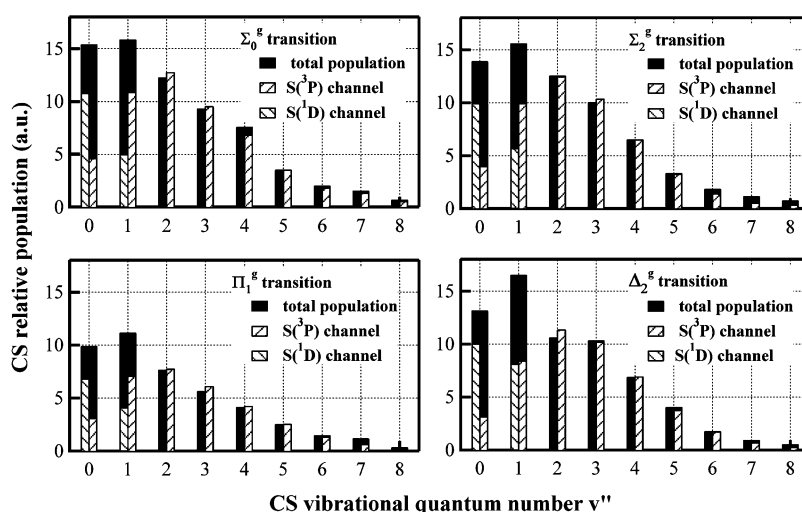 CS relative population (a.u.)
Σ₀ᵍ transition
total population
S(³P) channel
S(¹D) channel
15
10
5
0
0 1 2 3 4 5 6 7 8
Σ₂ᵍ transition
total population
S(³P) channel
S(¹D) channel
15
10
5
0
0 1 2 3 4 5 6 7 8
Π₁ᵍ transition
total population
S(³P) channel
S(¹D) channel
15
10
5
0
0 1 2 3 4 5 6 7 8
Δ₂ᵍ transition
total population
S(³P) channel
S(¹D) channel
15
10
5
0
0 1 2 3 4 5 6 7 8
CS vibrational quantum number v"